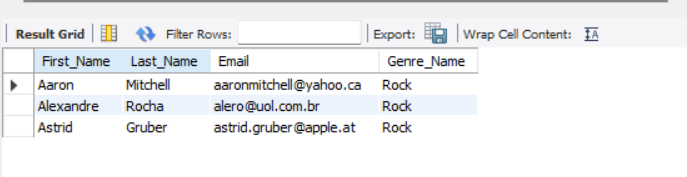 Result Grid Filter Rows: Export: Wrap Cell Content: IA
First_Name Last_Name Email Genre_Name
Aaron Mitchell aaronmitchell@yahoo.ca Rock
Alexandre Rocha alero@uol.com.br Rock
Astrid Gruber astrid.gruber@apple.at Rock